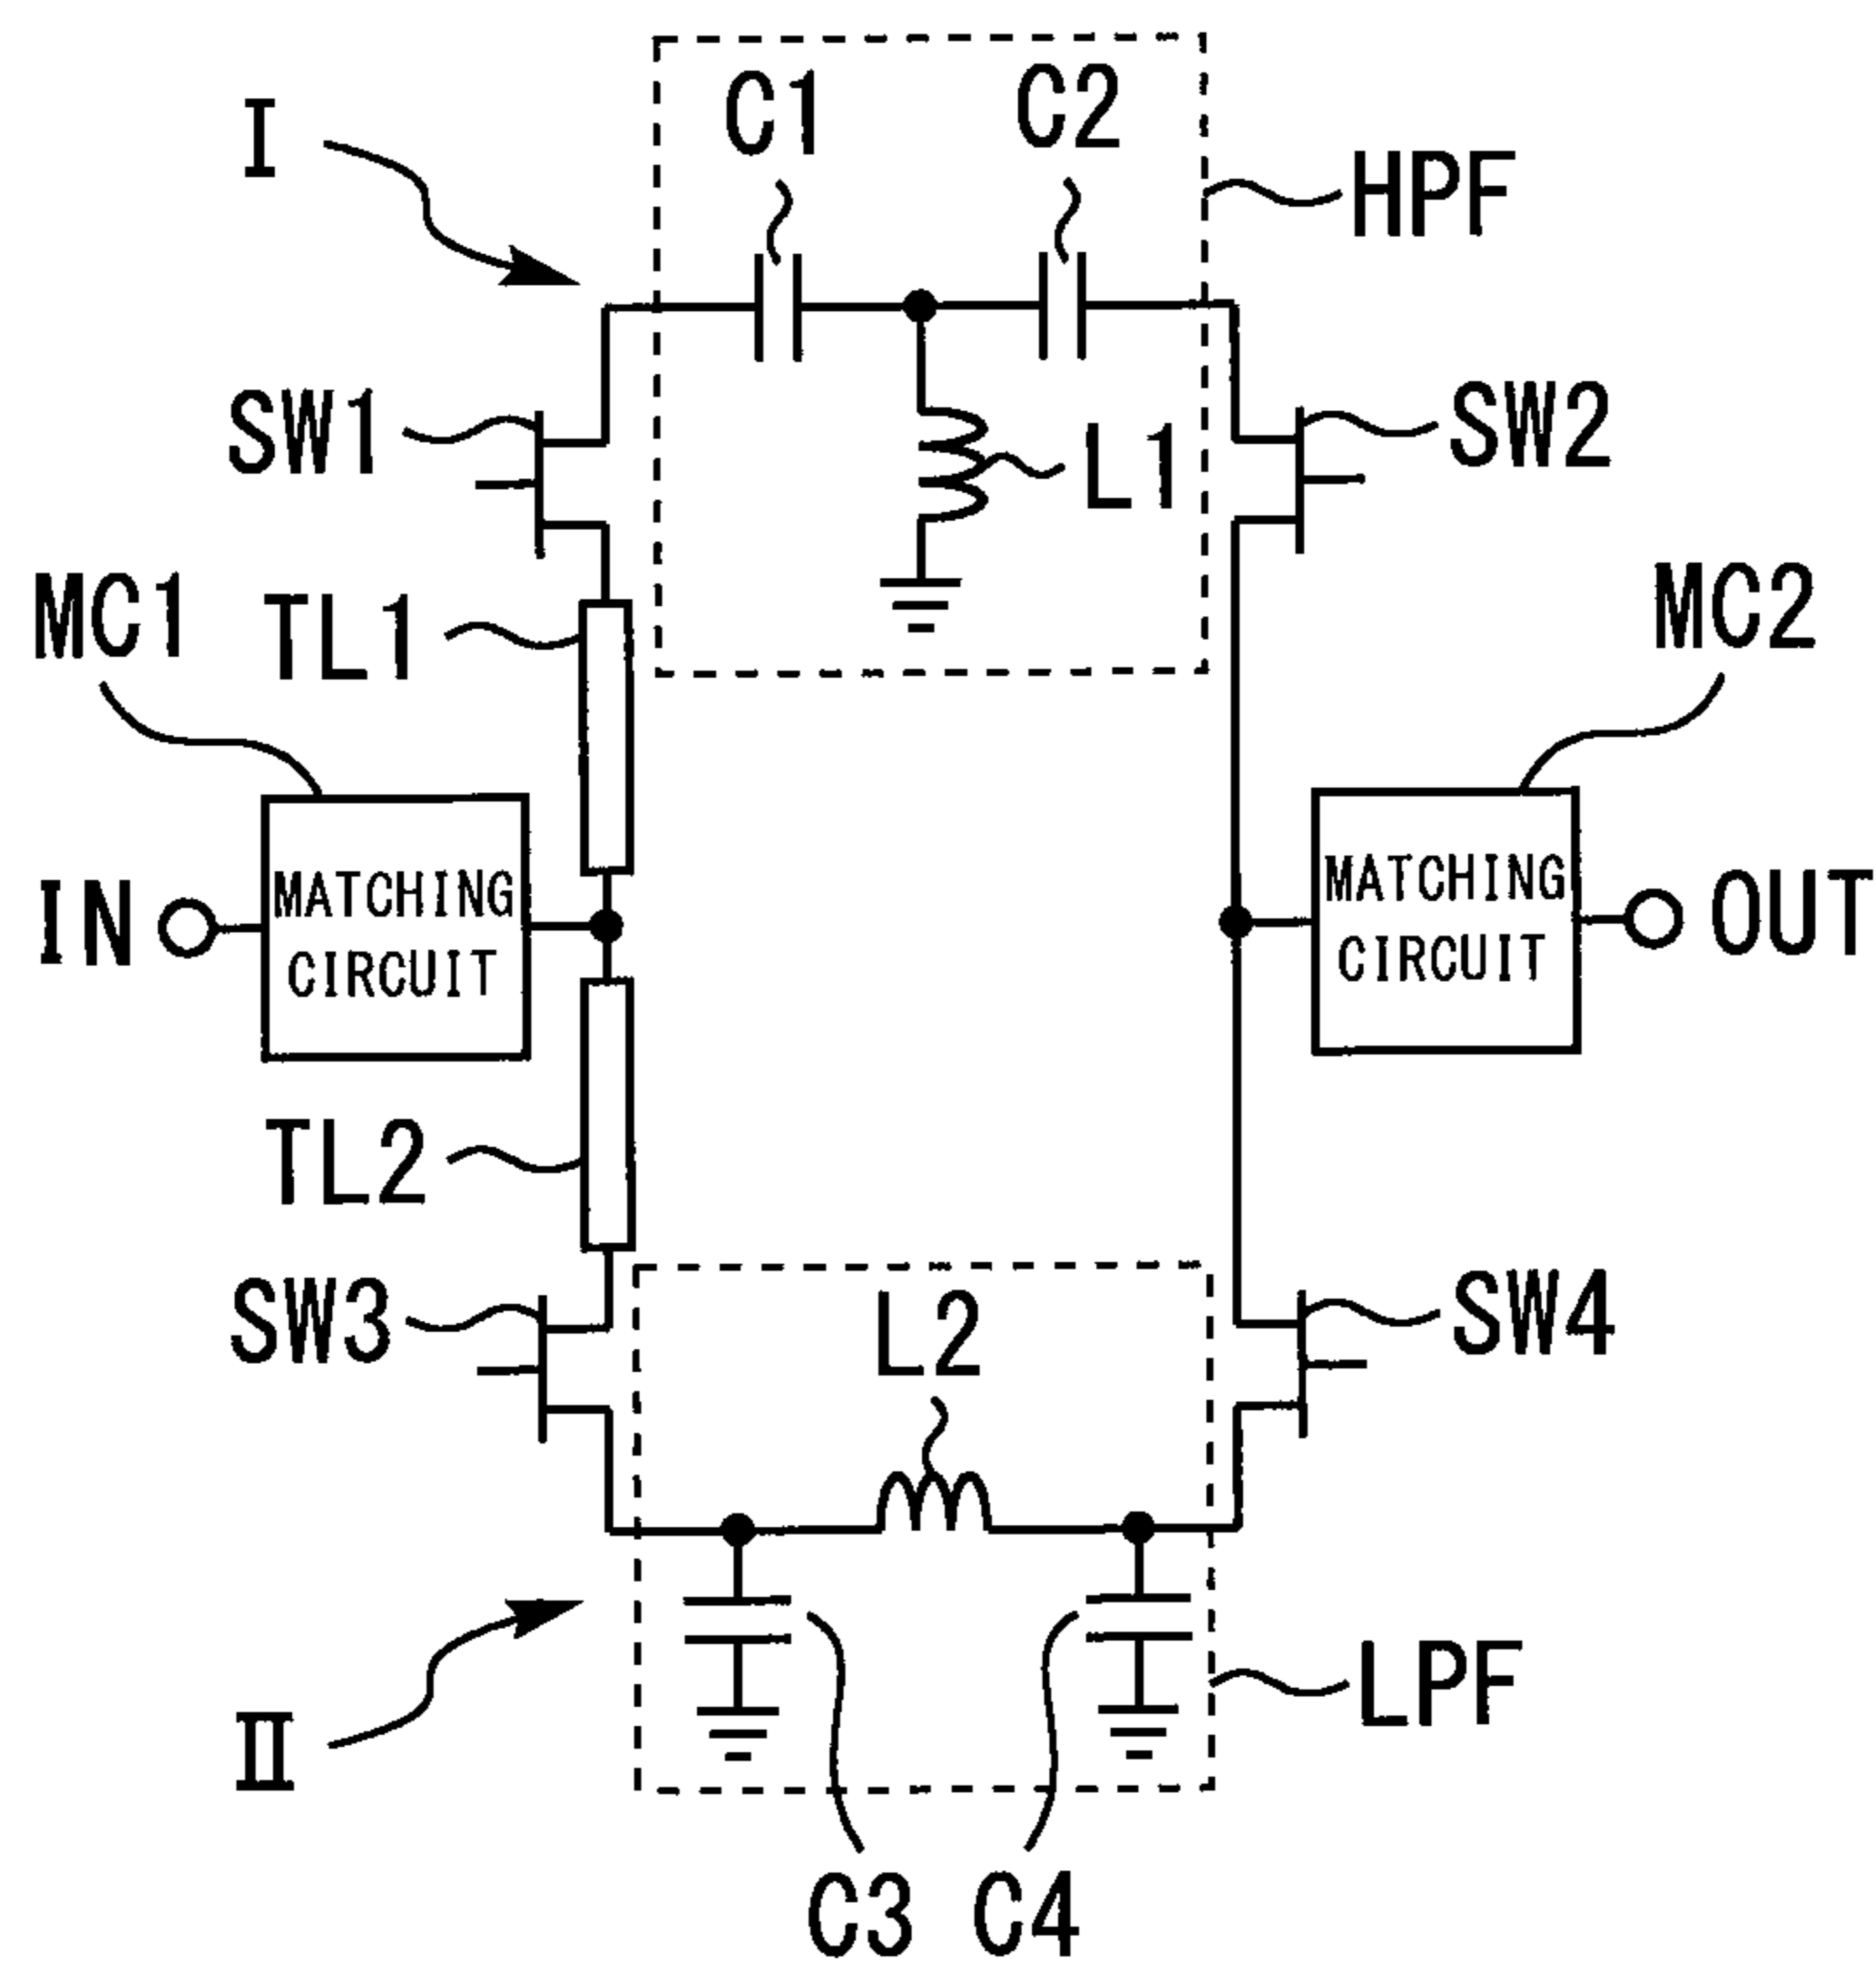 I
C1
C2
HPF
SW1
L1
SW2
MC1
TL1
MC2
IN
MATCHING
CIRCUIT
MATCHING
CIRCUIT
OUT
TL2
SW3
L2
SW4
II
LPF
C3
C4